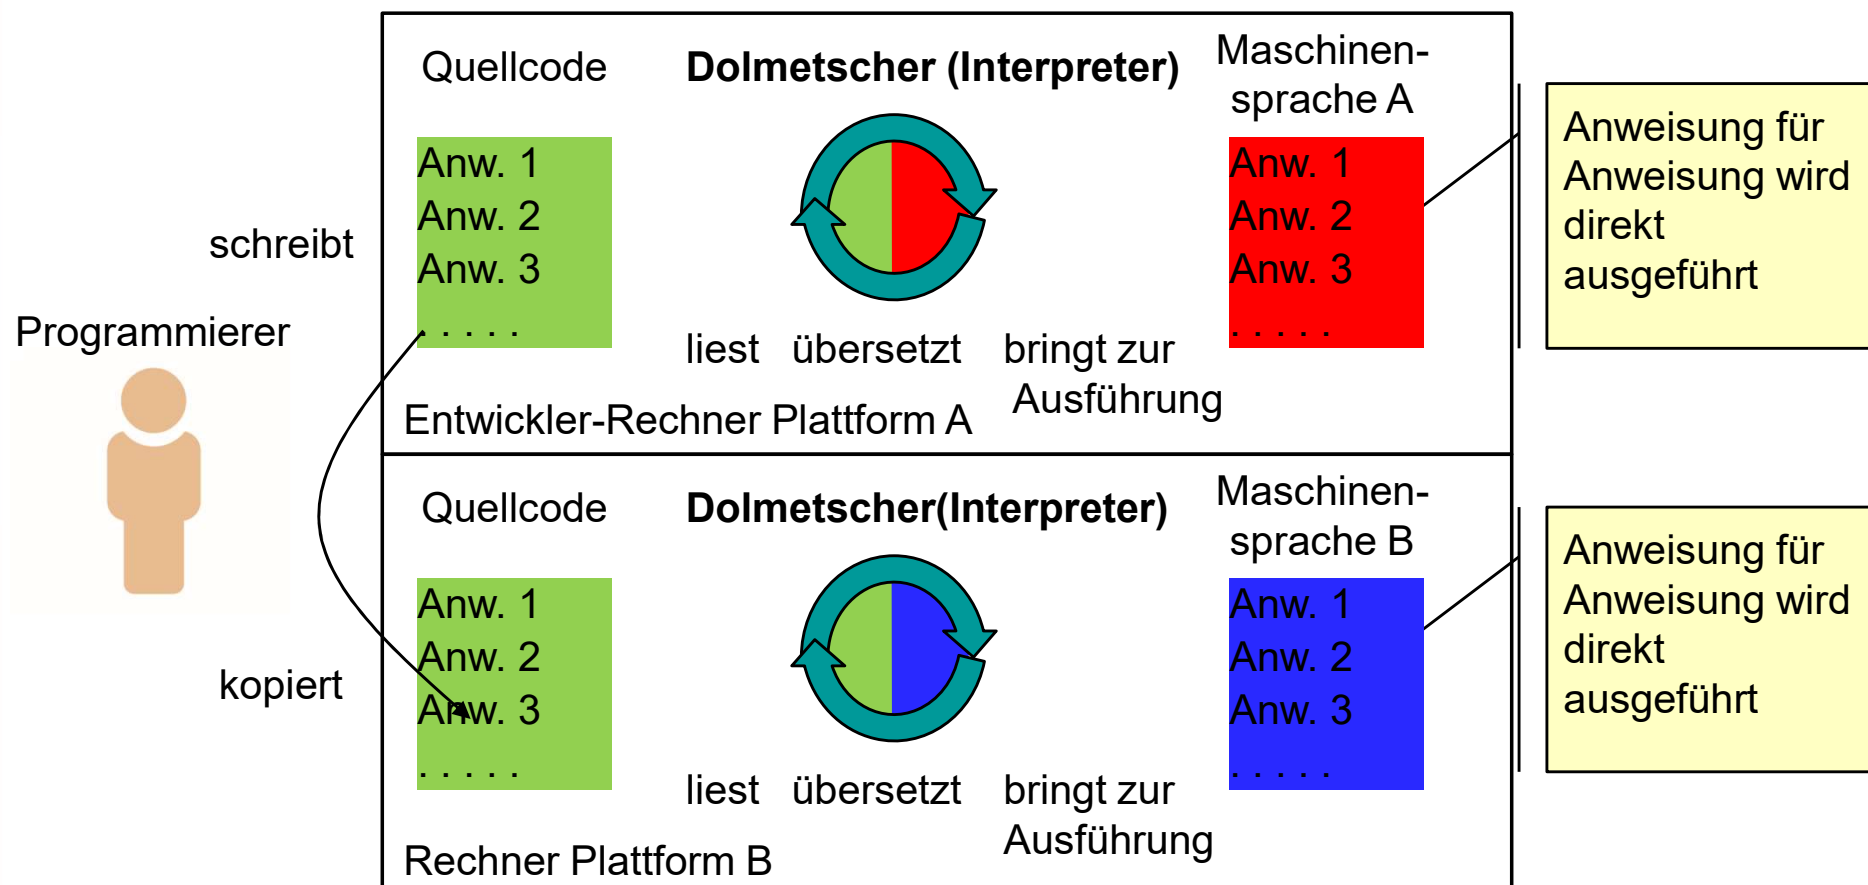 Quellcode
Dolmetscher (Interpreter)
Maschinen-
sprache A
Anw. 1
Anw. 2
Anw. 3
. . . . .
Anw. 1
Anw. 2
Anw. 3
. . . . .
Anweisung für
Anweisung wird
direkt
ausgeführt
schreibt
Programmierer
liest übersetzt bringt zur
Ausführung
Entwickler-Rechner Plattform A
Quellcode
Dolmetscher(Interpreter)
Maschinen-
sprache B
Anw. 1
Anw. 2
Anw. 3
. . . . .
Anw. 1
Anw. 2
Anw. 3
. . . . .
Anweisung für
Anweisung wird
direkt
ausgeführt
kopiert
liest übersetzt bringt zur
Ausführung
Rechner Plattform B